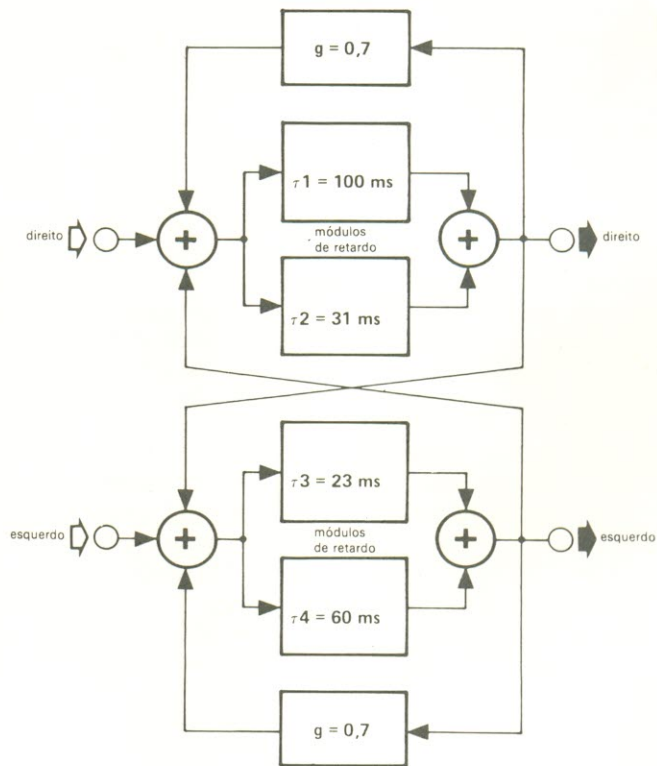 g = 0,7
τ1 = 100 ms
direito
+
módulos
de retardo
+
direito
τ2 = 31 ms
τ3 = 23 ms
esquerdo
+
módulos
de retardo
+
esquerdo
τ4 = 60 ms
g = 0,7